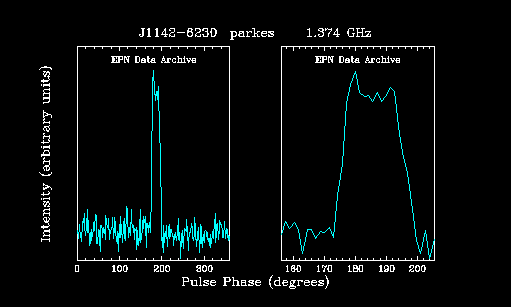 J1142-6230 parkes 1.374 GHz
EPN Data Archive EPN Data Archive
Intensity (arbitrary units)
0 100 200 300 160 170 180 190 200
Pulse Phase (degrees)